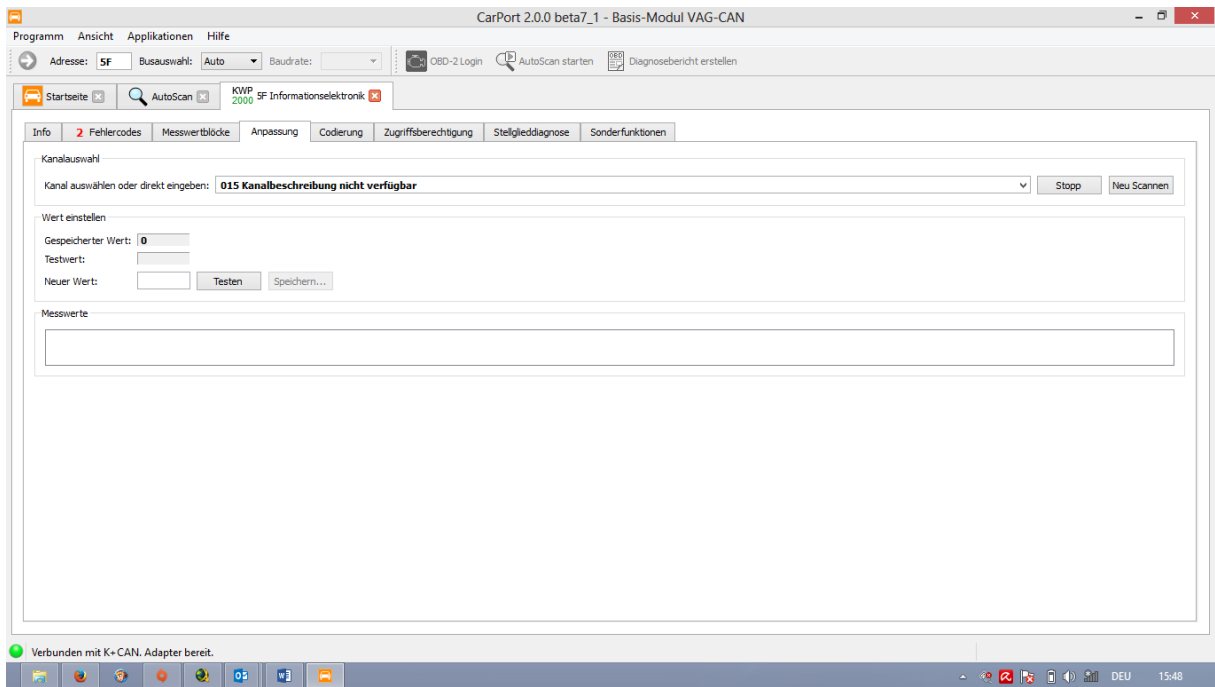 CarPort 2.0.0 beta7_1 - Basis-Modul VAG-CAN
Programm Ansicht Applikationen Hilfe
Adresse: 5F Busauswahl: Auto Baudrate: OBD-2 Login AutoScan starten OBD Diagnosebericht erstellen
Startseite AutoScan KWP 2000 5F Informationselektronik
Info 2 Fehlercodes Messwertblöcke Anpassung Codierung Zugriffsberechtigung Stellglieddiagnose Sonderfunktionen
Kanalauswahl
Kanal auswählen oder direkt eingeben: 015 Kanalbeschreibung nicht verfügbar Stopp Neu Scannen
Wert einstellen
Gespeicherter Wert: 0
Testwert:
Neuer Wert: Testen Speichern...
Messwerte
Verbunden mit K+CAN. Adapter bereit.
DEU 15:48